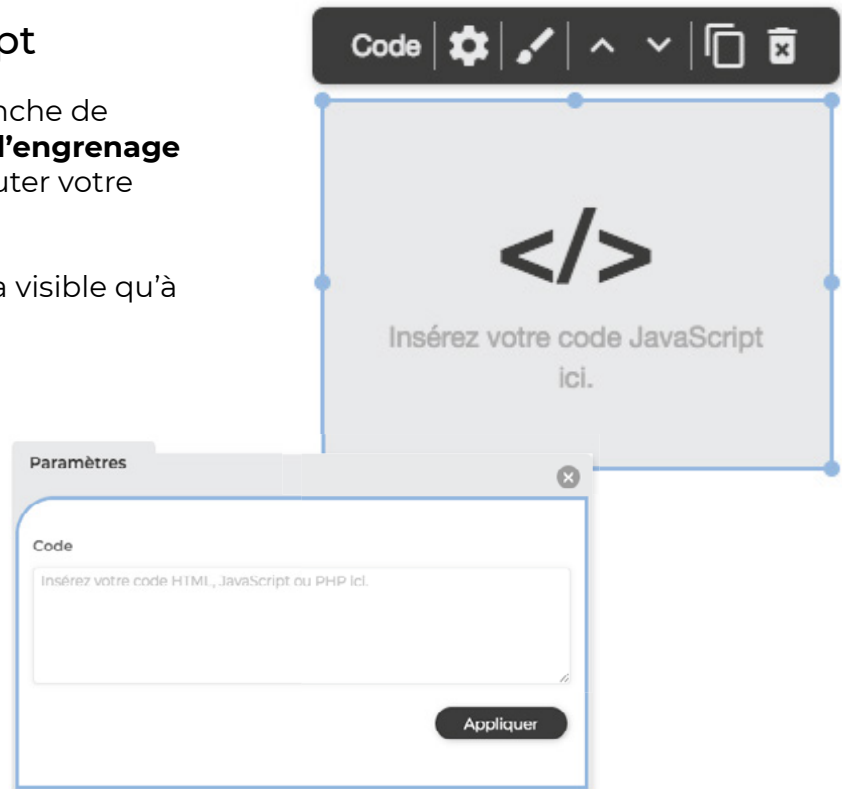 pt
Code
nche de
l’engrenage
uter votre
a visible qu’à
</>
Insérez votre code JavaScript
ici.
Paramètres
Code
Insérez votre code HTML, JavaScript ou PHP ici.
Appliquer